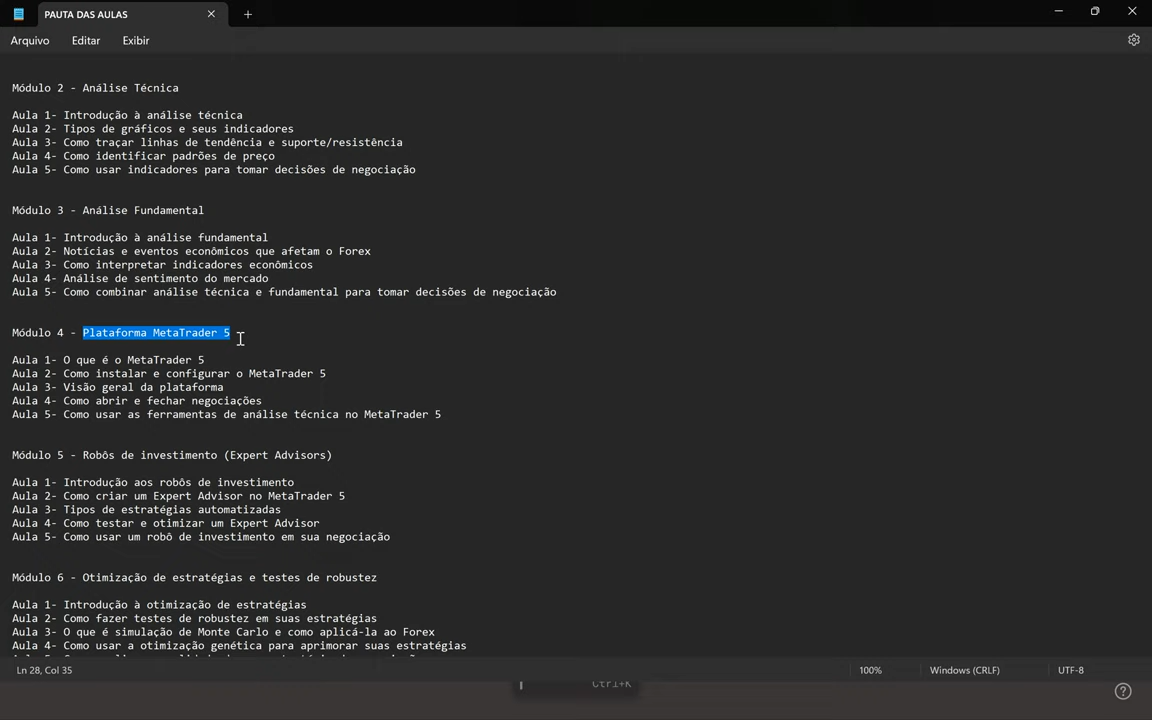 PAUTA DAS AULAS
Arquivo Editar Exibir
Módulo 2 - Análise Técnica
Aula 1- Introdução à análise técnica
Aula 2- Tipos de gráficos e seus indicadores
Aula 3- Como traçar linhas de tendência e suporte/resistência
Aula 4- Como identificar padrões de preço
Aula 5- Como usar indicadores para tomar decisões de negociação
Módulo 3 - Análise Fundamental
Aula 1- Introdução à análise fundamental
Aula 2- Notícias e eventos econômicos que afetam o Forex
Aula 3- Como interpretar indicadores econômicos
Aula 4- Análise de sentimento do mercado
Aula 5- Como combinar análise técnica e fundamental para tomar decisões de negociação
Módulo 4 - Plataforma MetaTrader 5
Aula 1- O que é o MetaTrader 5
Aula 2- Como instalar e configurar o MetaTrader 5
Aula 3- Visão geral da plataforma
Aula 4- Como abrir e fechar negociações
Aula 5- Como usar as ferramentas de análise técnica no MetaTrader 5
Módulo 5 - Robôs de investimento (Expert Advisors)
Aula 1- Introdução aos robôs de investimento
Aula 2- Como criar um Expert Advisor no MetaTrader 5
Aula 3- Tipos de estratégias automatizadas
Aula 4- Como testar e otimizar um Expert Advisor
Aula 5- Como usar um robô de investimento em sua negociação
Módulo 6 - Otimização de estratégias e testes de robustez
Aula 1- Introdução à otimização de estratégias
Aula 2- Como fazer testes de robustez em suas estratégias
Aula 3- O que é simulação de Monte Carlo e como aplicá-la ao Forex
Aula 4- Como usar a otimização genética para aprimorar suas estratégias
Ln 28, Col 35 100% Windows (CRLF) UTF-8
Ctrl+K